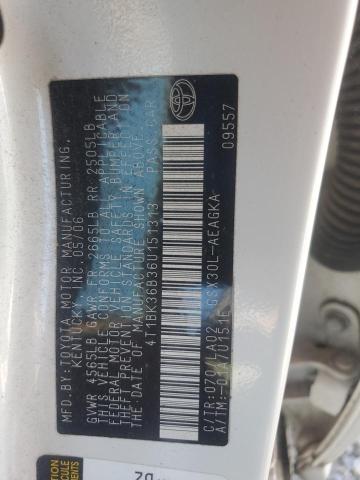 MFD.BY:TOYOTA MOTOR MANUFACTURING,
KENTUCKY, INC. 05/06
GVWR 4565LB GAWR FR 2665LB RR 2505LB
THIS VEHICLE CONFORMS TO ALL APPLICABLE
FEDERAL MOTOR VEHICLE SAFETY, BUMPER, AND
THEFT PREVENTION STANDARDS IN EFFECT ON
THE DATE OF MANUFACTURE SHOWN ABOVE.
4T1BK36B36U151313 PASS.CAR
GSX30L-AEAGKA
C/TR:070 /LA02
A/TM:-01A/U151E
09557
TOYOTA